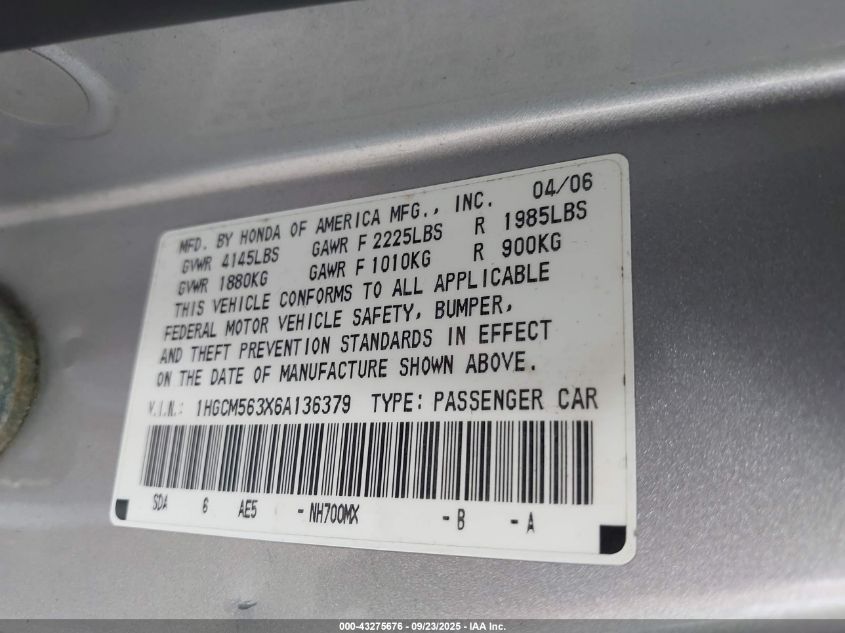 MFD. BY HONDA OF AMERICA MFG., INC. 04/06
GVWR 4145LBS GAWR F 2225LBS R 1985LBS
GVWR 1880KG GAWR F 1010KG R 900KG
THIS VEHICLE CONFORMS TO ALL APPLICABLE
FEDERAL MOTOR VEHICLE SAFETY, BUMPER,
AND THEFT PREVENTION STANDARDS IN EFFECT
ON THE DATE OF MANUFACTURE SHOWN ABOVE.
V.I.N.: 1HGCM563X6A136379 TYPE: PASSENGER CAR
SDA 6 AE5 - NH700MX - B - A
000-43275676 - 09/23/2025 - IAA Inc.